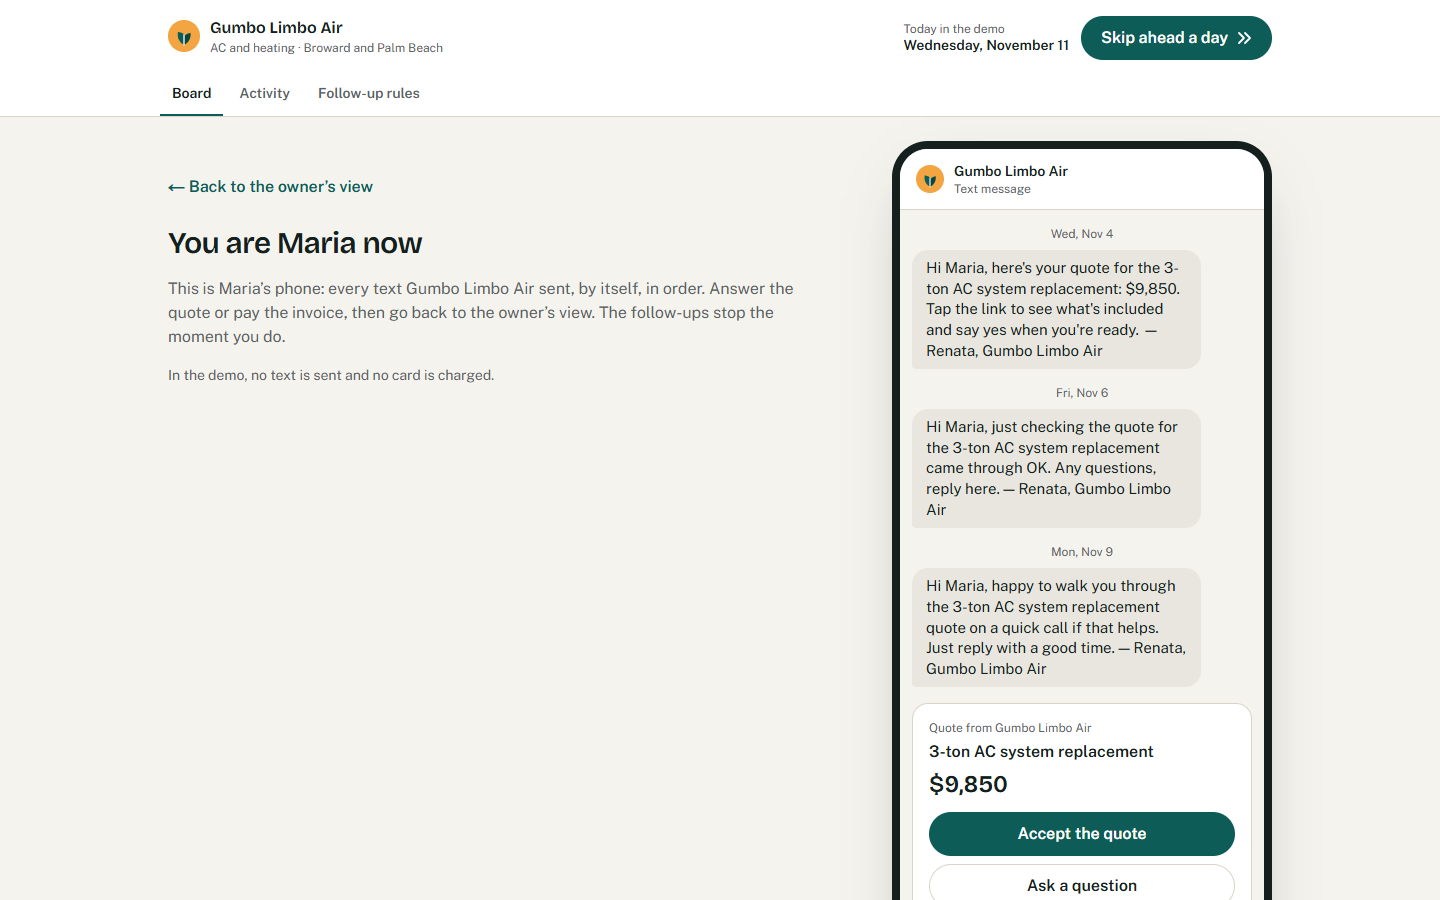 Gumbo Limbo Air
AC and heating · Broward and Palm Beach
Today in the demo
Wednesday, November 11
Skip ahead a day
Board
Activity
Follow-up rules
← Back to the owner’s view
You are Maria now
This is Maria’s phone: every text Gumbo Limbo Air sent, by itself, in order. Answer the
quote or pay the invoice, then go back to the owner’s view. The follow-ups stop the
moment you do.
In the demo, no text is sent and no card is charged.
Gumbo Limbo Air
Text message
Wed, Nov 4
Hi Maria, here's your quote for the 3-
ton AC system replacement: $9,850.
Tap the link to see what's included
and say yes when you're ready. —
Renata, Gumbo Limbo Air
Fri, Nov 6
Hi Maria, just checking the quote for
the 3-ton AC system replacement
came through OK. Any questions,
reply here. — Renata, Gumbo Limbo
Air
Mon, Nov 9
Hi Maria, happy to walk you through
the 3-ton AC system replacement
quote on a quick call if that helps.
Just reply with a good time. — Renata,
Gumbo Limbo Air
Quote from Gumbo Limbo Air
3-ton AC system replacement
$9,850
Accept the quote
Ask a question